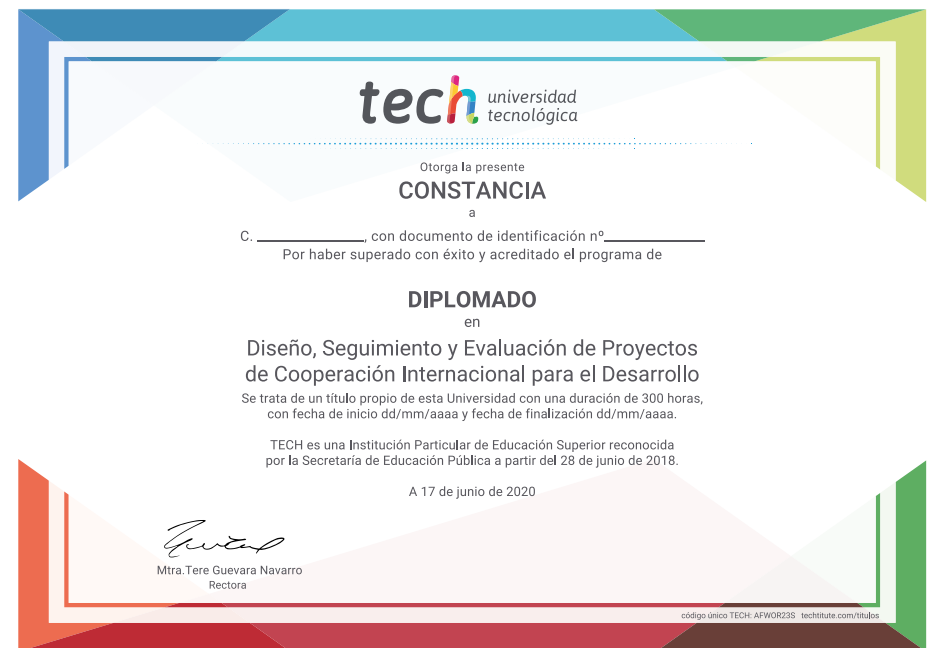 tech universidad
tecnológica
Otorga la presente
CONSTANCIA
a
C. ______________, con documento de identificación nº______________
Por haber superado con éxito y acreditado el programa de
DIPLOMADO
en
Diseño, Seguimiento y Evaluación de Proyectos
de Cooperación Internacional para el Desarrollo
Se trata de un título propio de esta Universidad con una duración de 300 horas,
con fecha de inicio dd/mm/aaaa y fecha de finalización dd/mm/aaaa.
TECH es una Institución Particular de Educación Superior reconocida
por la Secretaría de Educación Pública a partir del 28 de junio de 2018.
A 17 de junio de 2020
Mtra.Tere Guevara Navarro
Rectora
código único TECH: AFWOR23S techtitute.com/titulos